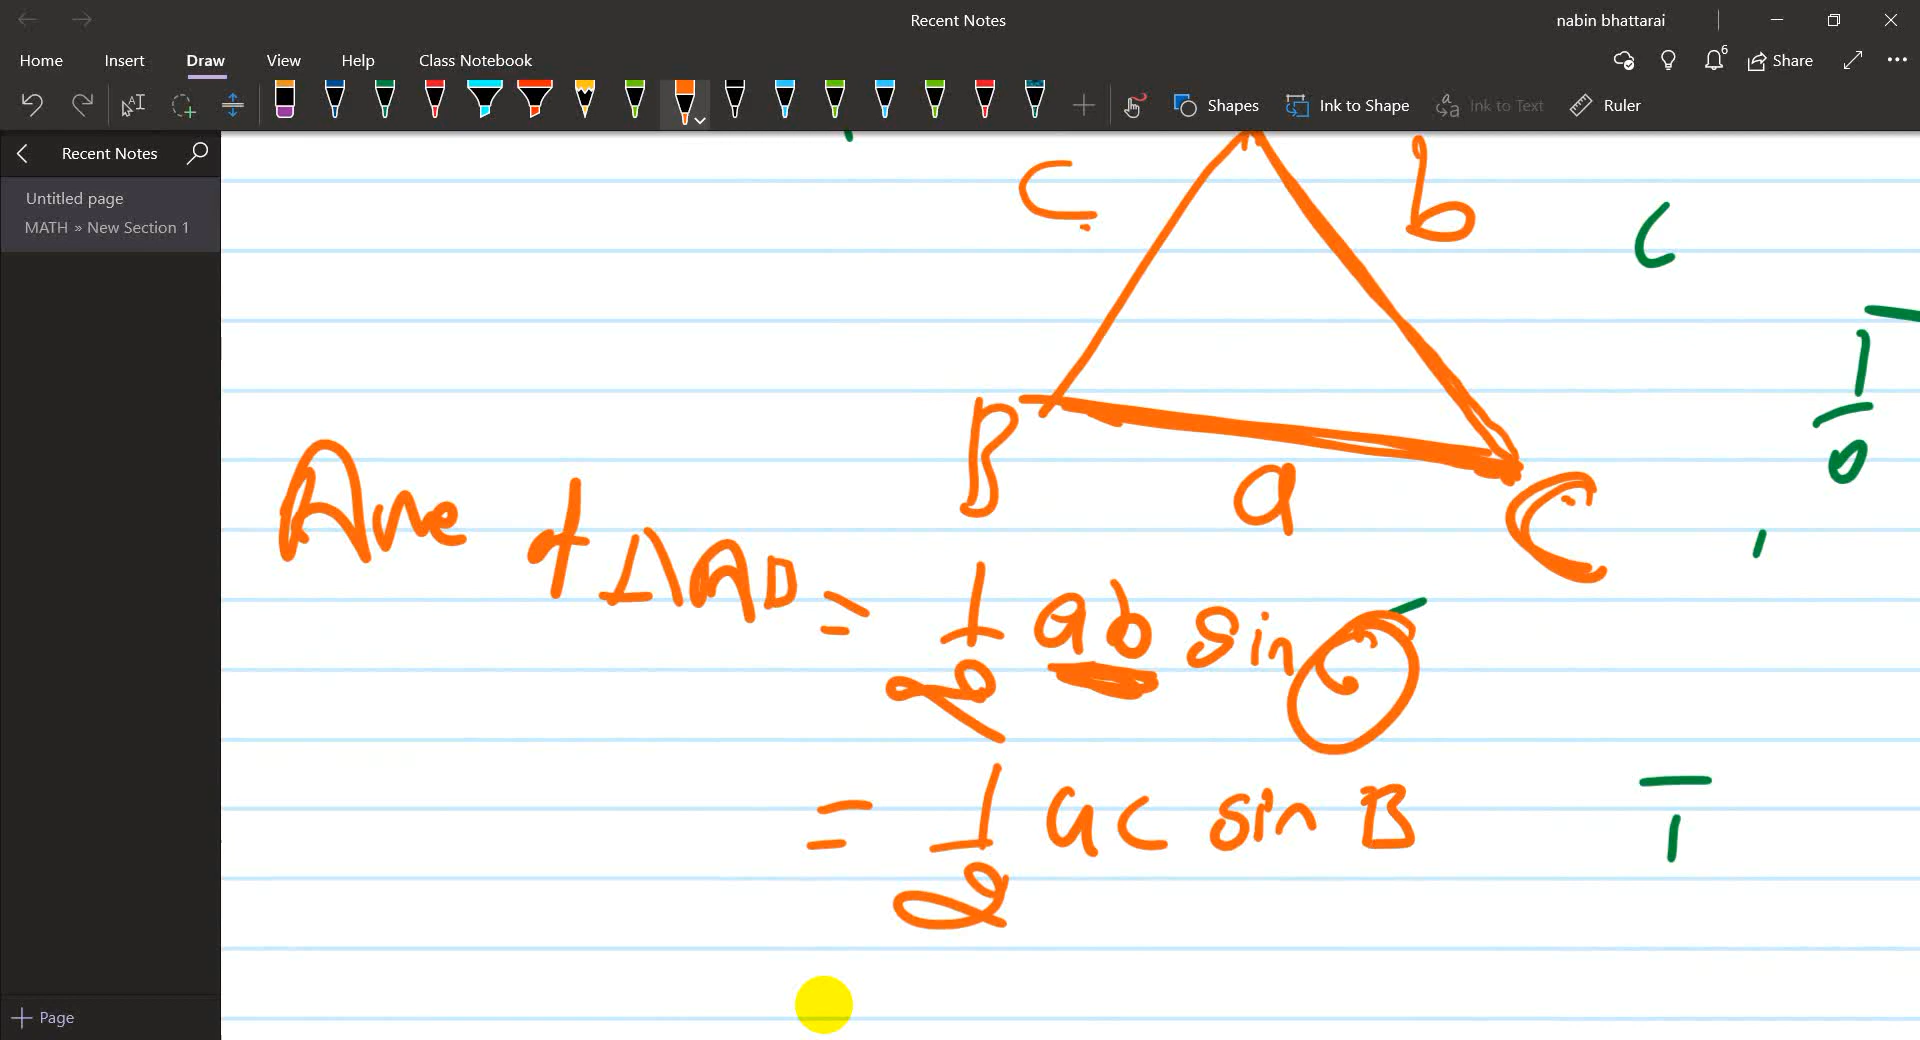 Recent Notes
nabin bhattarai
Home Insert Draw View Help Class Notebook
6
Share
Shapes Ink to Shape Ink to Text Ruler
Recent Notes
Untitled page
MATH » New Section 1
c b
B a C
Are of Δ = 1/2 ab sin C
= 1/2 ac sin B
Page